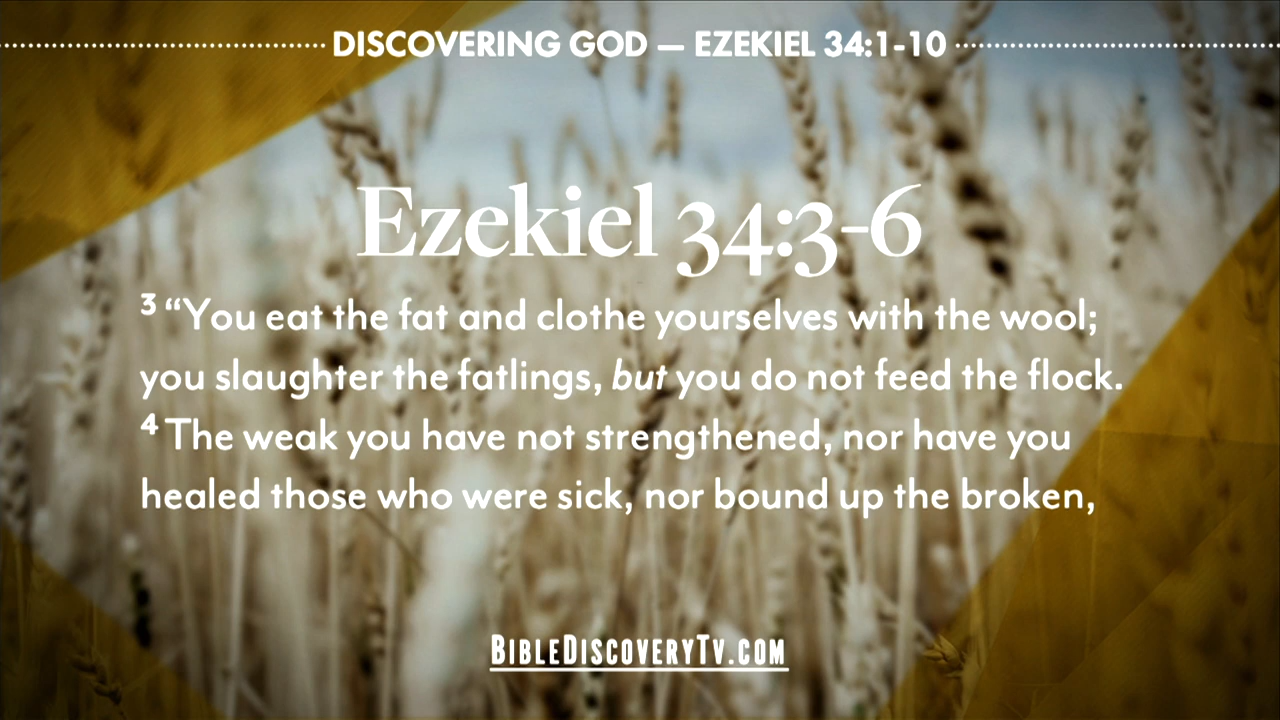 DISCOVERING GOD — EZEKIEL 34:1-10
Ezekiel 34:3-6
3 “You eat the fat and clothe yourselves with the wool;
you slaughter the fatlings, but you do not feed the flock.
4 The weak you have not strengthened, nor have you
healed those who were sick, nor bound up the broken,
BIBLEDISCOVERYTV.COM